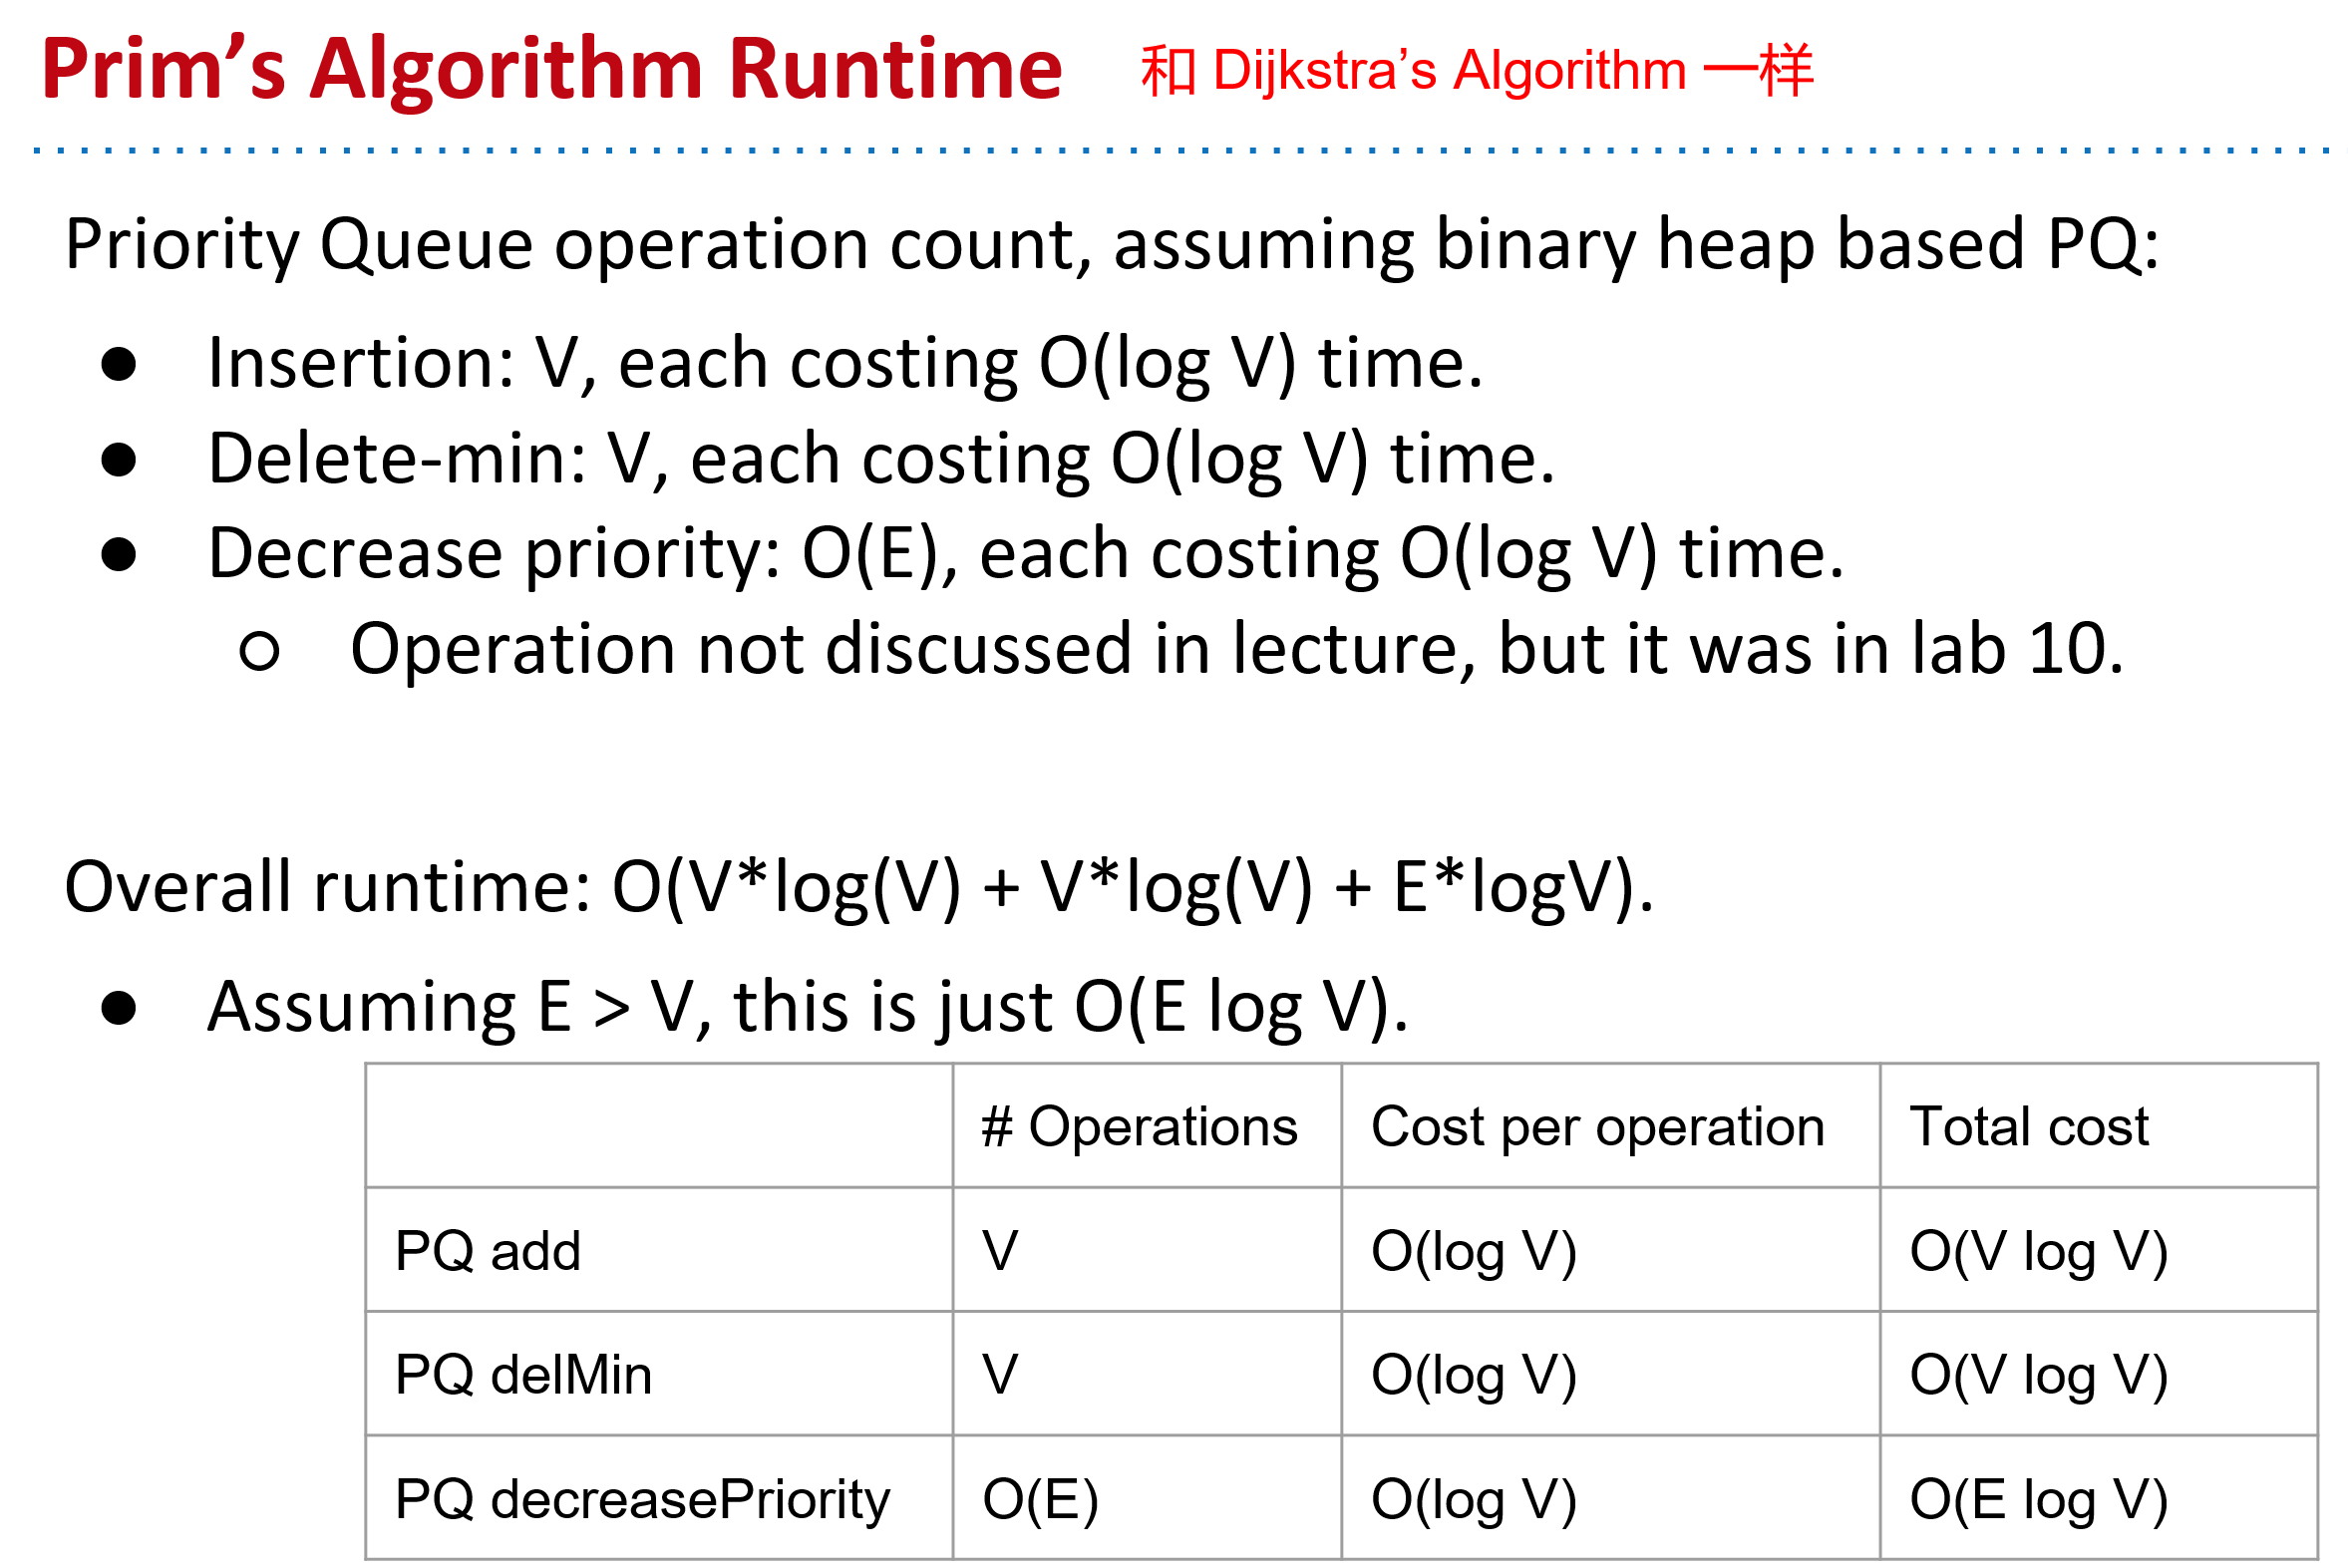 Prim’s Algorithm Runtime 和 Dijkstra’s Algorithm 一样
Priority Queue operation count, assuming binary heap based PQ:
● Insertion: V, each costing O(log V) time.
● Delete-min: V, each costing O(log V) time.
● Decrease priority: O(E), each costing O(log V) time.
○ Operation not discussed in lecture, but it was in lab 10.
Overall runtime: O(V*log(V) + V*log(V) + E*logV).
● Assuming E > V, this is just O(E log V).
# Operations Cost per operation Total cost
PQ add V O(log V) O(V log V)
PQ delMin V O(log V) O(V log V)
PQ decreasePriority O(E) O(log V) O(E log V)